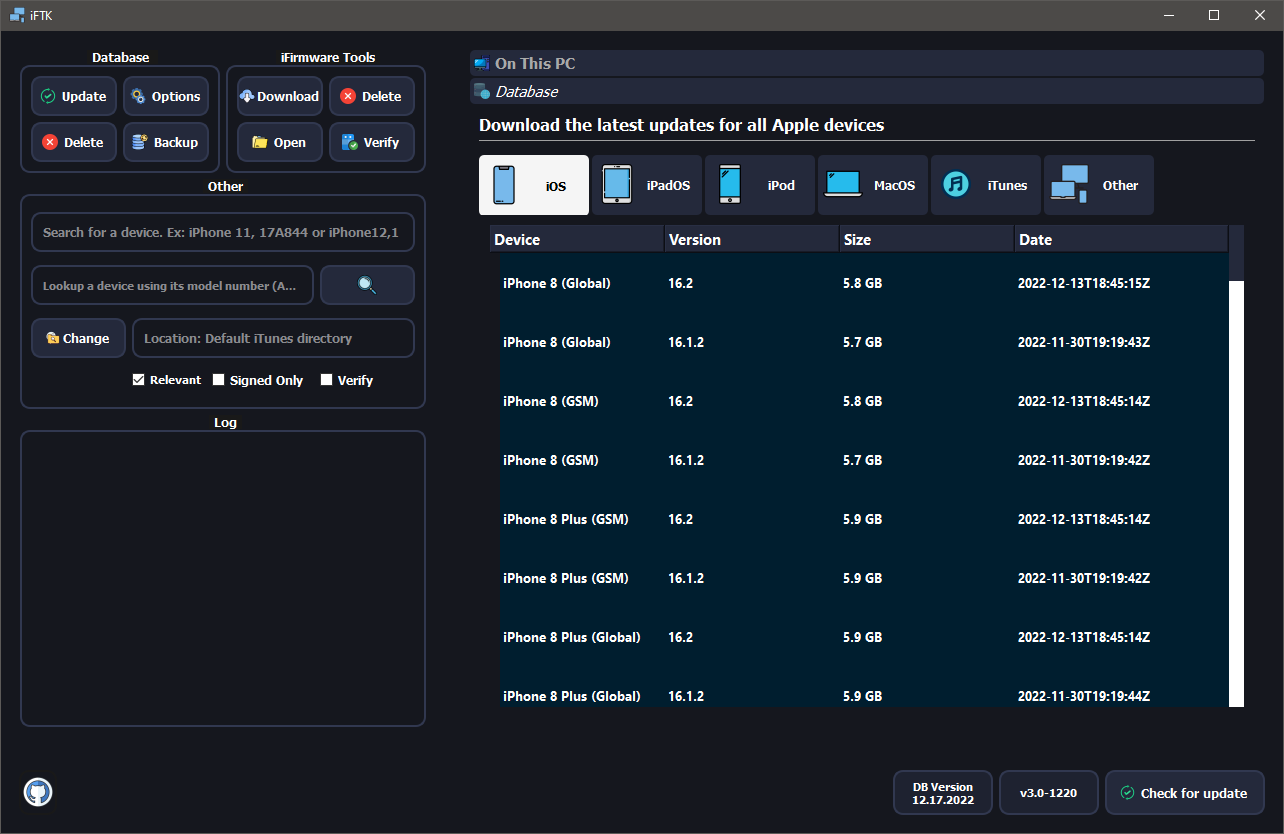 iFTK
Database
iFirmware Tools
Update
Options
Download
Delete
Delete
Backup
Open
Verify
Other
Search for a device. Ex: iPhone 11, 17A844 or iPhone12,1
Lookup a device using its model number (A...
Change
Location: Default iTunes directory
Relevant
Signed Only
Verify
Log
On This PC
Database
Download the latest updates for all Apple devices
iOS
iPadOS
iPod
MacOS
iTunes
Other
Device Version Size Date
iPhone 8 (Global) 16.2 5.8 GB 2022-12-13T18:45:15Z
iPhone 8 (Global) 16.1.2 5.7 GB 2022-11-30T19:19:43Z
iPhone 8 (GSM) 16.2 5.8 GB 2022-12-13T18:45:14Z
iPhone 8 (GSM) 16.1.2 5.7 GB 2022-11-30T19:19:42Z
iPhone 8 Plus (GSM) 16.2 5.9 GB 2022-12-13T18:45:14Z
iPhone 8 Plus (GSM) 16.1.2 5.9 GB 2022-11-30T19:19:42Z
iPhone 8 Plus (Global) 16.2 5.9 GB 2022-12-13T18:45:14Z
iPhone 8 Plus (Global) 16.1.2 5.9 GB 2022-11-30T19:19:44Z
DB Version
12.17.2022
v3.0-1220
Check for update